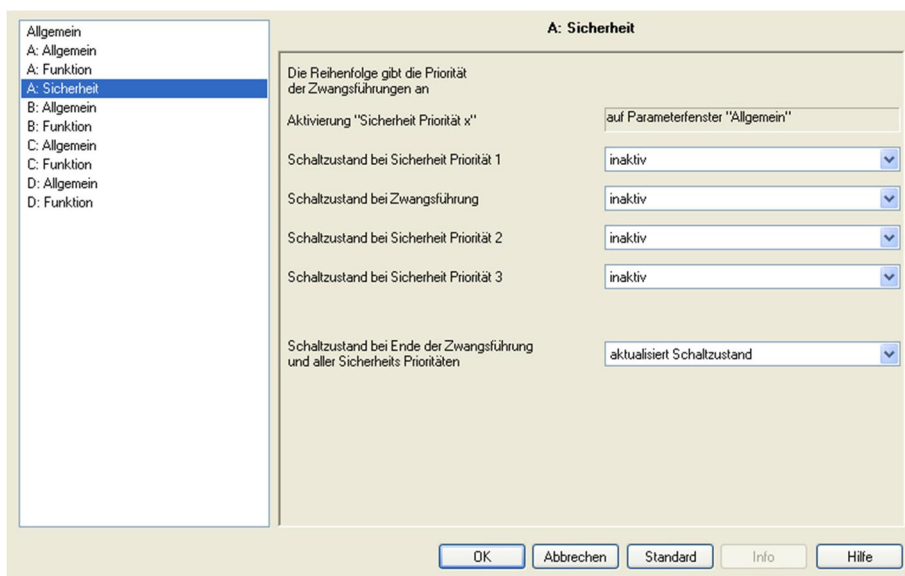 Allgemein
A: Allgemein
A: Funktion
A: Sicherheit
B: Allgemein
B: Funktion
C: Allgemein
C: Funktion
D: Allgemein
D: Funktion
A: Sicherheit
Die Reihenfolge gibt die Priorität
der Zwangsführungen an
Aktivierung "Sicherheit Priorität x"
auf Parameterfenster "Allgemein"
Schaltzustand bei Sicherheit Priorität 1
inaktiv
Schaltzustand bei Zwangsführung
inaktiv
Schaltzustand bei Sicherheit Priorität 2
inaktiv
Schaltzustand bei Sicherheit Priorität 3
inaktiv
Schaltzustand bei Ende der Zwangsführung
und aller Sicherheits Prioritäten
aktualisiert Schaltzustand
OK
Abbrechen
Standard
Info
Hilfe